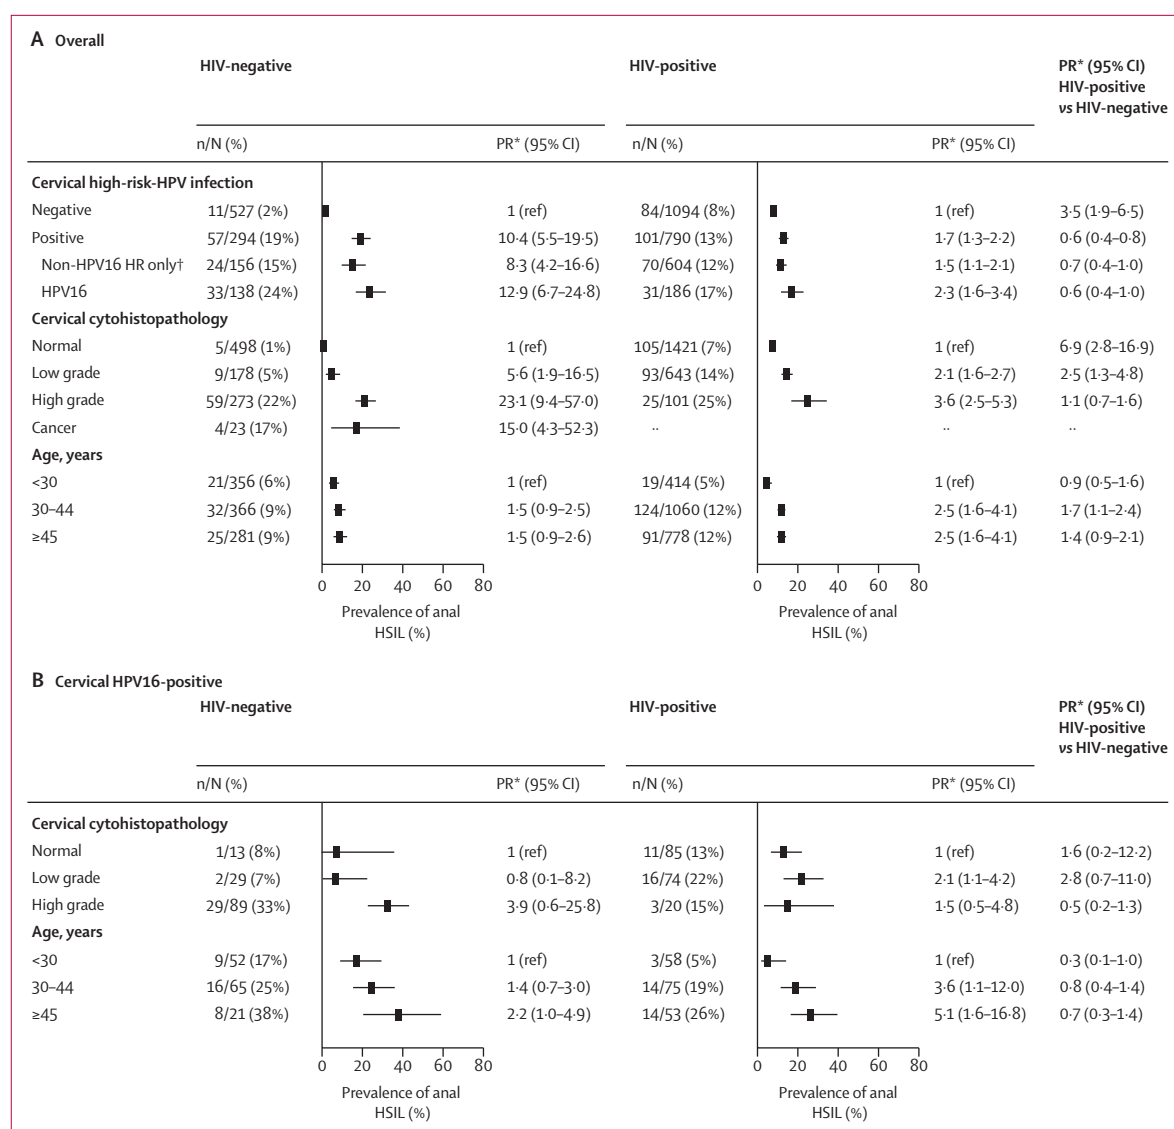 A Overall
HIV-negative HIV-positive PR* (95% CI)
HIV-positive
vs HIV-negative
n/N (%) PR* (95% CI) n/N (%) PR* (95% CI)
Cervical high-risk-HPV infection
Negative 11/527 (2%) 1 (ref) 84/1094 (8%) 1 (ref) 3·5 (1·9–6·5)
Positive 57/294 (19%) 10·4 (5·5–19·5) 101/790 (13%) 1·7 (1·3–2·2) 0·6 (0·4–0·8)
Non-HPV16 HR only† 24/156 (15%) 8·3 (4·2–16·6) 70/604 (12%) 1·5 (1·1–2·1) 0·7 (0·4–1·0)
HPV16 33/138 (24%) 12·9 (6·7–24·8) 31/186 (17%) 2·3 (1·6–3·4) 0·6 (0·4–1·0)
Cervical cytohistopathology
Normal 5/498 (1%) 1 (ref) 105/1421 (7%) 1 (ref) 6·9 (2·8–16·9)
Low grade 9/178 (5%) 5·6 (1·9–16·5) 93/643 (14%) 2·1 (1·6–2·7) 2·5 (1·3–4·8)
High grade 59/273 (22%) 23·1 (9·4–57·0) 25/101 (25%) 3·6 (2·5–5·3) 1·1 (0·7–1·6)
Cancer 4/23 (17%) 15·0 (4·3–52·3) ·· ·· ··
Age, years
<30 21/356 (6%) 1 (ref) 19/414 (5%) 1 (ref) 0·9 (0·5–1·6)
30–44 32/366 (9%) 1·5 (0·9–2·5) 124/1060 (12%) 2·5 (1·6–4·1) 1·7 (1·1–2·4)
≥45 25/281 (9%) 1·5 (0·9–2·6) 91/778 (12%) 2·5 (1·6–4·1) 1·4 (0·9–2·1)
0 20 40 60 80 0 20 40 60 80
Prevalence of anal Prevalence of anal
HSIL (%) HSIL (%)
B Cervical HPV16-positive
HIV-negative HIV-positive PR* (95% CI)
HIV-positive
vs HIV-negative
n/N (%) PR* (95% CI) n/N (%) PR* (95% CI)
Cervical cytohistopathology
Normal 1/13 (8%) 1 (ref) 11/85 (13%) 1 (ref) 1·6 (0·2–12·2)
Low grade 2/29 (7%) 0·8 (0·1–8·2) 16/74 (22%) 2·1 (1·1–4·2) 2·8 (0·7–11·0)
High grade 29/89 (33%) 3·9 (0·6–25·8) 3/20 (15%) 1·5 (0·5–4·8) 0·5 (0·2–1·3)
Age, years
<30 9/52 (17%) 1 (ref) 3/58 (5%) 1 (ref) 0·3 (0·1–1·0)
30–44 16/65 (25%) 1·4 (0·7–3·0) 14/75 (19%) 3·6 (1·1–12·0) 0·8 (0·4–1·4)
≥45 8/21 (38%) 2·2 (1·0–4·9) 14/53 (26%) 5·1 (1·6–16·8) 0·7 (0·3–1·4)
0 20 40 60 80 0 20 40 60 80
Prevalence of anal Prevalence of anal
HSIL (%) HSIL (%)